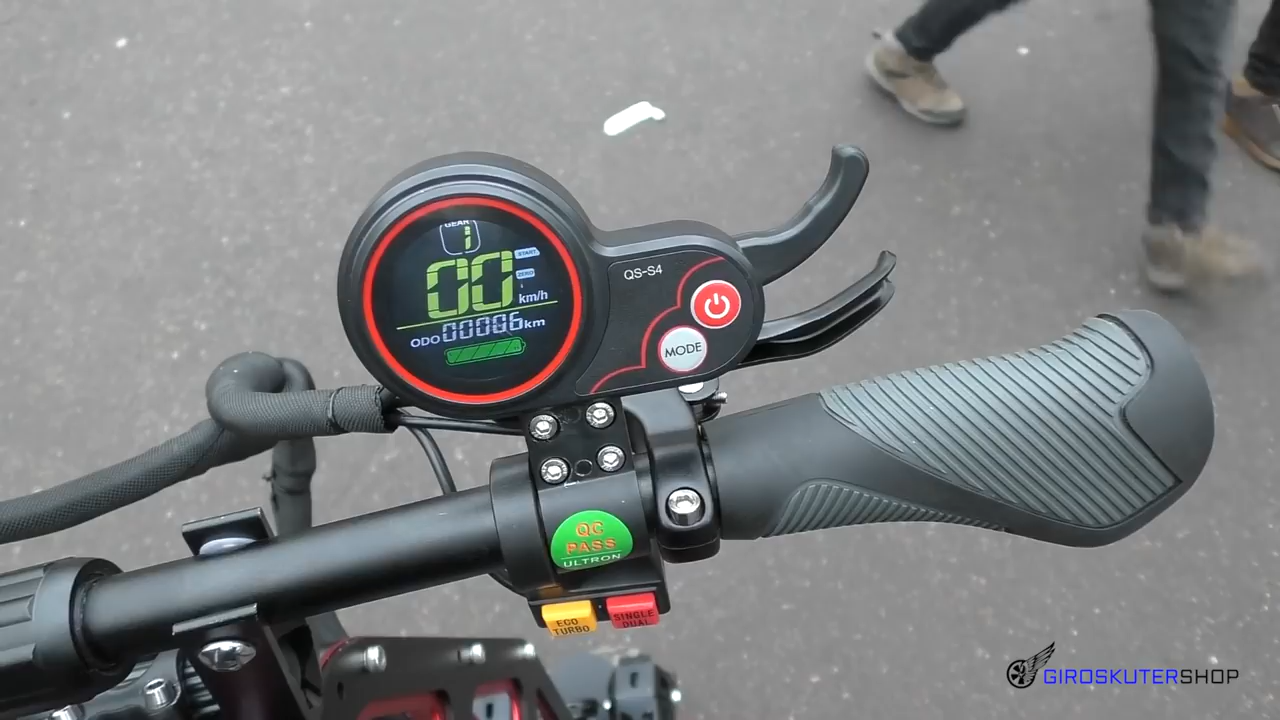 GEAR
1
00
START
ZERO
km/h
ODO 00006 km
QS-S4
MODE
QC
PASS
ULTRON
ECO
TURBO
SINGLE
DUAL
GIROSKUTERSHOP